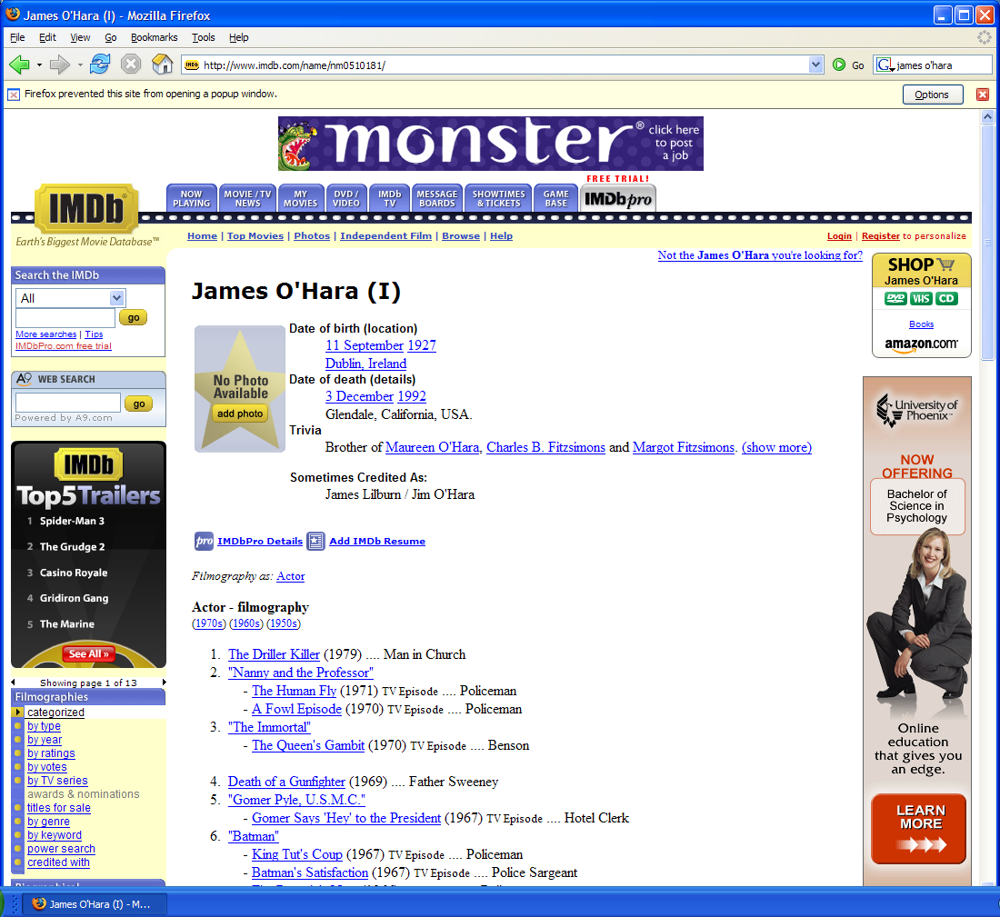 James O'Hara (I) - Mozilla Firefox
File Edit View Go Bookmarks Tools Help
IMDb http://www.imdb.com/name/nm0510181/ Go G james o'hara
Firefox prevented this site from opening a popup window. Options
monster® click here to post a job
FREE TRIAL!
NOW PLAYING MOVIE / TV NEWS MY MOVIES DVD / VIDEO IMDb TV MESSAGE BOARDS SHOWTIMES & TICKETS GAME BASE IMDbpro
IMDb®
Earth's Biggest Movie Database™
Home | Top Movies | Photos | Independent Film | Browse | Help
Login | Register to personalize
Not the James O'Hara you're looking for?
Search the IMDb
All
go
More searches | Tips
IMDbPro.com free trial
A9 WEB SEARCH
go
Powered by A9.com
IMDb
Top5Trailers
1 Spider-Man 3
2 The Grudge 2
3 Casino Royale
4 Gridiron Gang
5 The Marine
See All »
Showing page 1 of 13
Filmographies
categorized
by type
by year
by ratings
by votes
by TV series
awards & nominations
titles for sale
by genre
by keyword
power search
credited with
Biographical
James O'Hara (I)
No Photo Available
add photo
Date of birth (location)
11 September 1927
Dublin, Ireland
Date of death (details)
3 December 1992
Glendale, California, USA.
Trivia
Brother of Maureen O'Hara, Charles B. Fitzsimons and Margot Fitzsimons. (show more)
Sometimes Credited As:
James Lilburn / Jim O'Hara
pro IMDbPro Details Add IMDb Resume
Filmography as: Actor
Actor - filmography
(1970s) (1960s) (1950s)
1. The Driller Killer (1979) .... Man in Church
2. "Nanny and the Professor"
- The Human Fly (1971) TV Episode .... Policeman
- A Fowl Episode (1970) TV Episode .... Policeman
3. "The Immortal"
- The Queen's Gambit (1970) TV Episode .... Benson
4. Death of a Gunfighter (1969) .... Father Sweeney
5. "Gomer Pyle, U.S.M.C."
- Gomer Says 'Hey' to the President (1967) TV Episode .... Hotel Clerk
6. "Batman"
- King Tut's Coup (1967) TV Episode .... Policeman
- Batman's Satisfaction (1967) TV Episode .... Police Sargeant
SHOP
James O'Hara
DVD VHS CD
Books
amazon.com
University of Phoenix
NOW OFFERING
Bachelor of Science in Psychology
Online education that gives you an edge.
LEARN MORE
James O'Hara (I) - M...